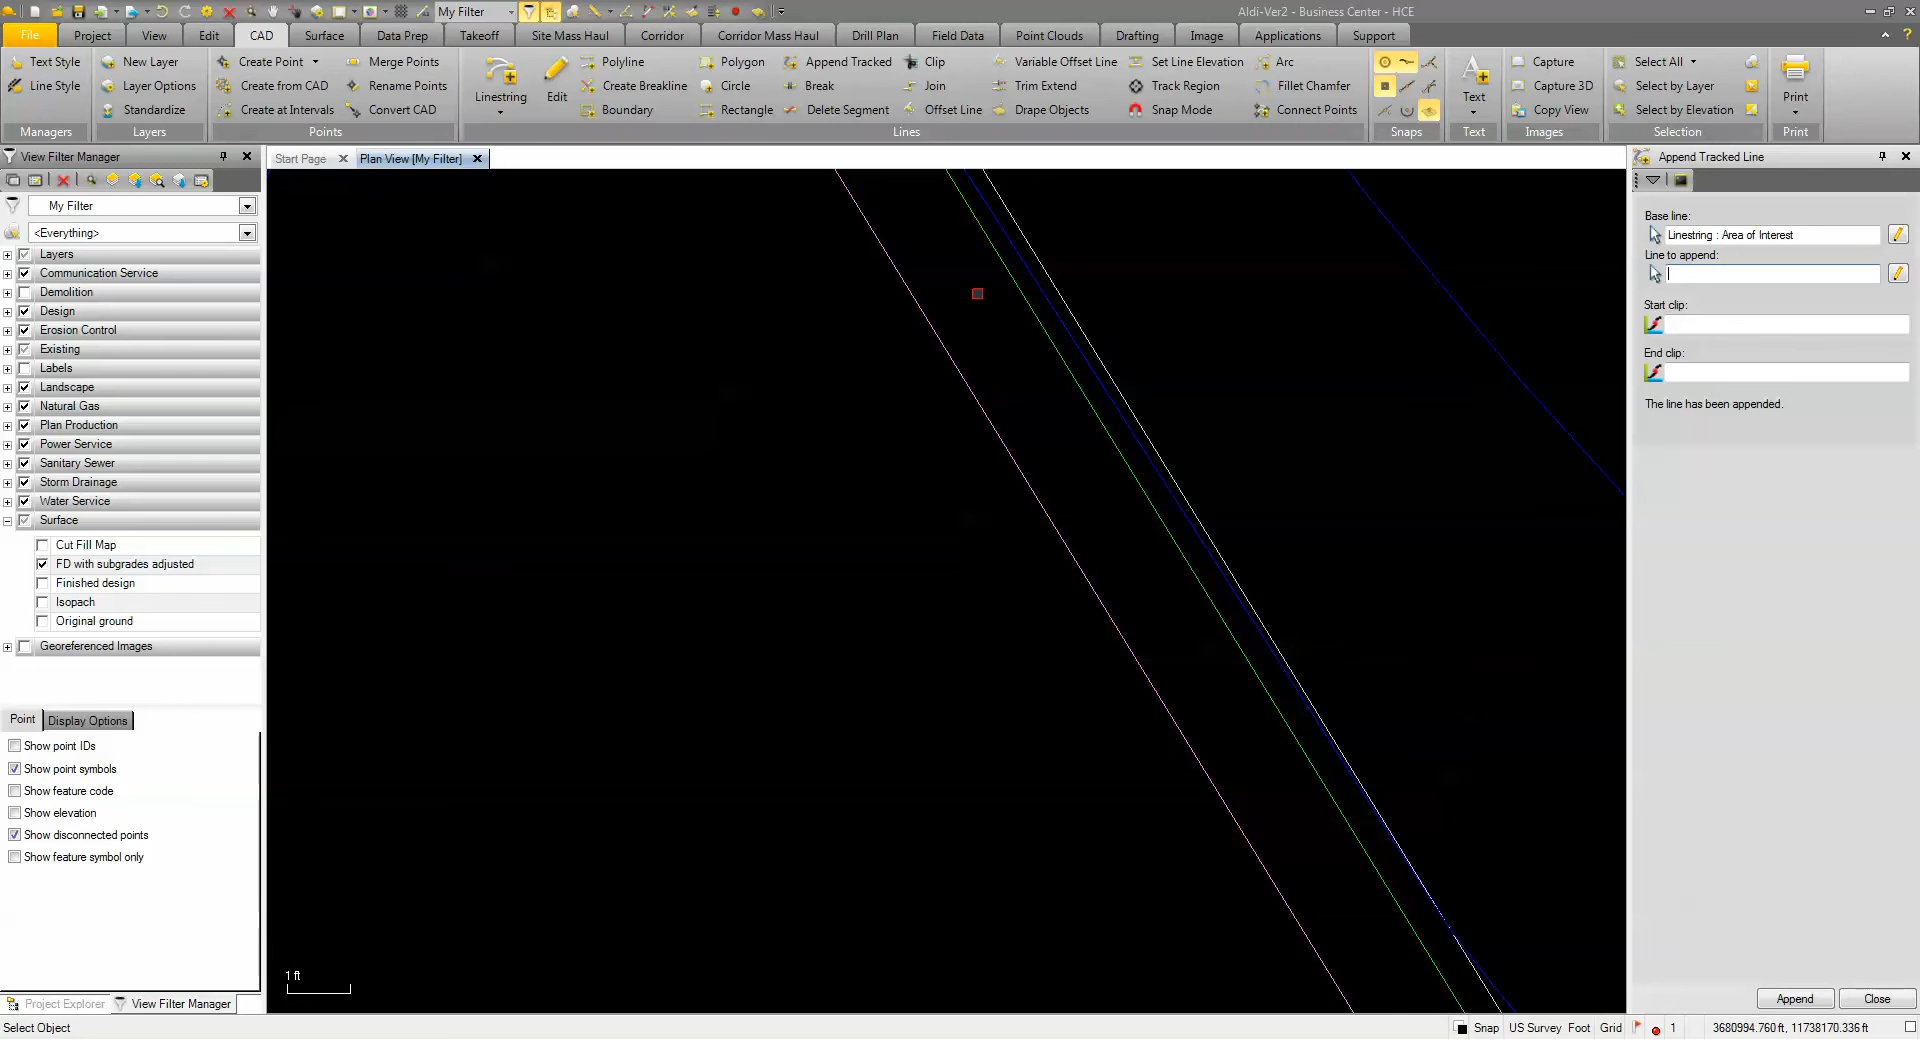 My Filter
Aldi-Ver2 - Business Center - HCE
File Project View Edit CAD Surface Data Prep Takeoff Site Mass Haul Corridor Corridor Mass Haul Drill Plan Field Data Point Clouds Drafting Image Applications Support
Text Style New Layer Create Point Merge Points Polyline Polygon Append Tracked Clip Variable Offset Line Set Line Elevation Arc Capture Select All
Line Style Layer Options Create from CAD Rename Points Linestring Edit Create Breakline Circle Break Join Trim Extend Track Region Fillet Chamfer Text Capture 3D Select by Layer Print
Standardize Create at Intervals Convert CAD Boundary Rectangle Delete Segment Offset Line Drape Objects Snap Mode Connect Points Copy View Select by Elevation
Managers Layers Points Lines Snaps Text Images Selection Print
View Filter Manager
Start Page Plan View [My Filter]
Append Tracked Line
My Filter
<Everything>
Layers
Communication Service
Demolition
Design
Erosion Control
Existing
Labels
Landscape
Natural Gas
Plan Production
Power Service
Sanitary Sewer
Storm Drainage
Water Service
Surface
Cut Fill Map
FD with subgrades adjusted
Finished design
Isopach
Original ground
Georeferenced Images
Point Display Options
Show point IDs
Show point symbols
Show feature code
Show elevation
Show disconnected points
Show feature symbol only
Project Explorer View Filter Manager
1 ft
Base line:
Linestring : Area of Interest
Line to append:
Start clip:
End clip:
The line has been appended.
Append Close
Select Object
Snap US Survey Foot Grid 1 3680994.760 ft, 11738170.336 ft